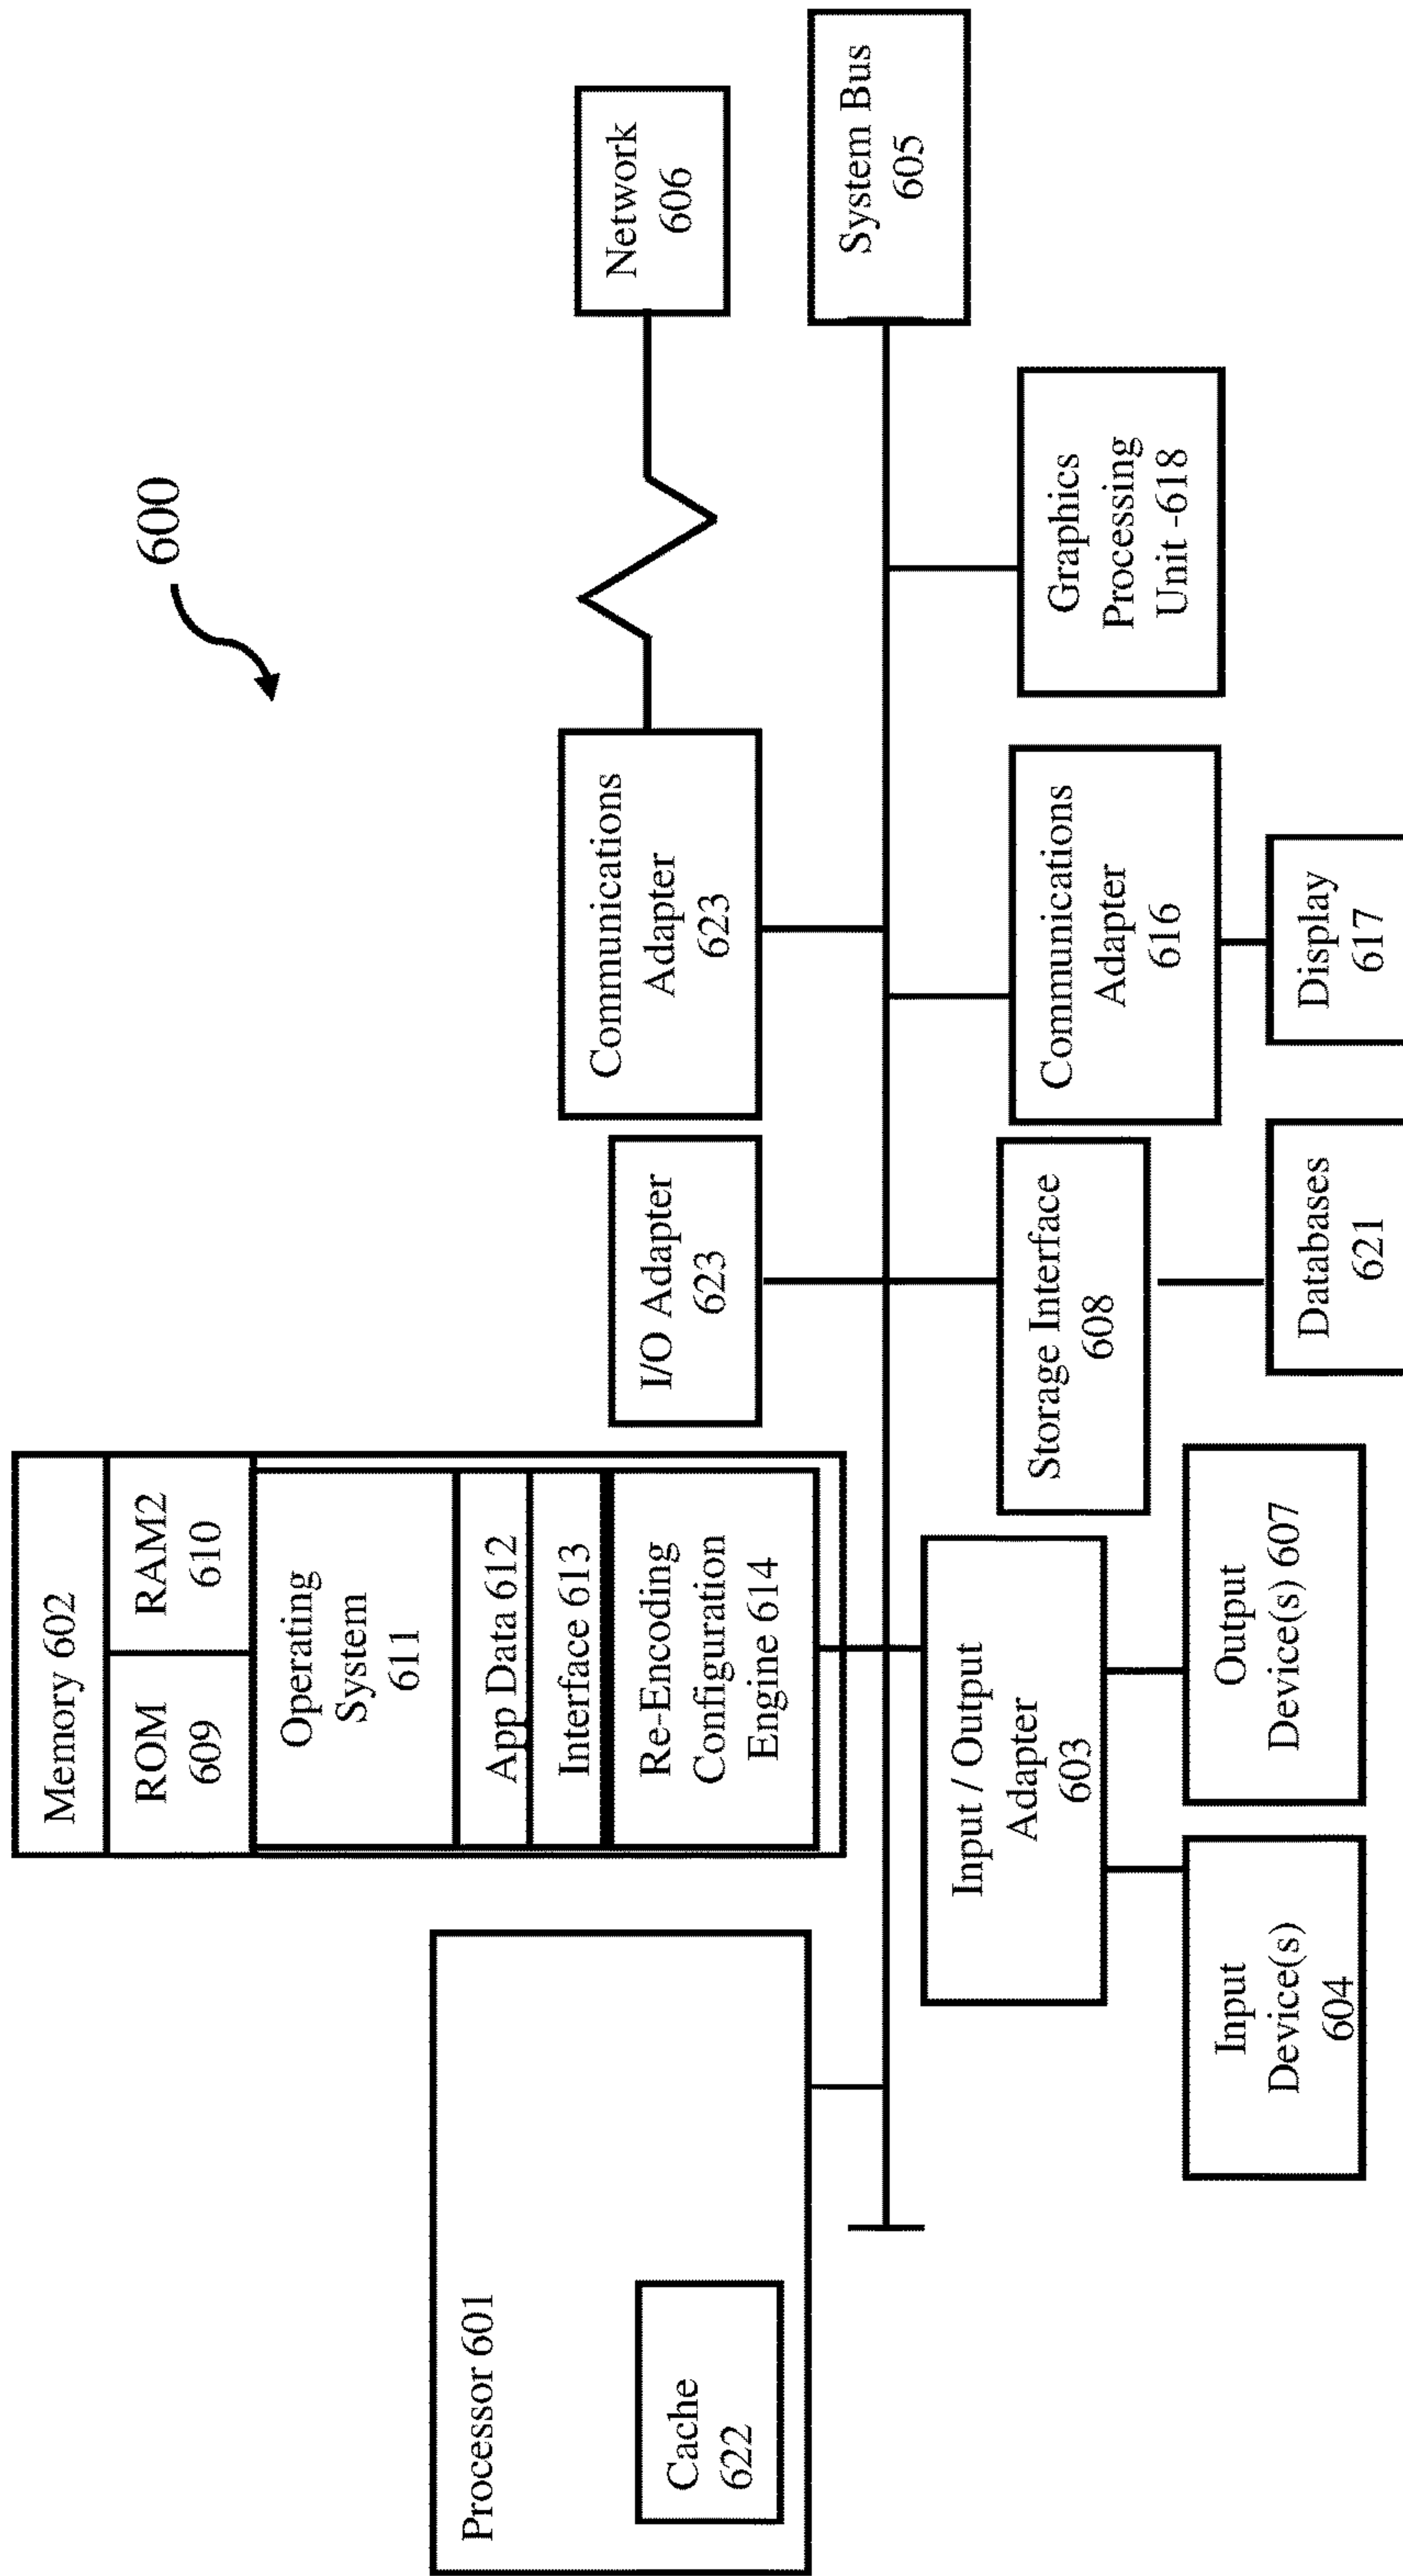 600
Memory 602
ROM
609
RAM2
610
Operating
System
611
App Data 612
Interface 613
Re-Encoding
Configuration
Engine 614
Processor 601
Cache
622
I/O Adapter
623
Communications
Adapter
623
Network
606
System Bus
605
Input / Output
Adapter
603
Storage Interface
608
Communications
Adapter
616
Graphics
Processing
Unit -618
Input
Device(s)
604
Output
Device(s) 607
Databases
621
Display
617